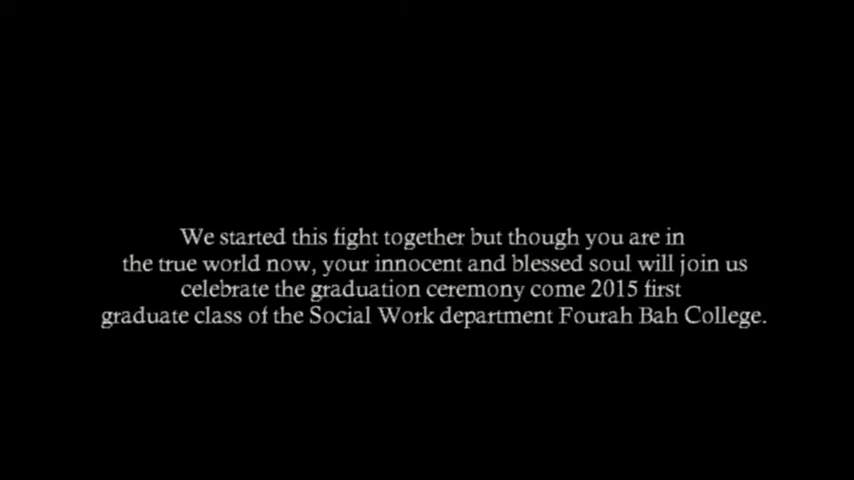 We started this fight together but though you are in
the true world now, your innocent and blessed soul will join us
celebrate the graduation ceremony come 2015 first
graduate class of the Social Work department Fourah Bah College.